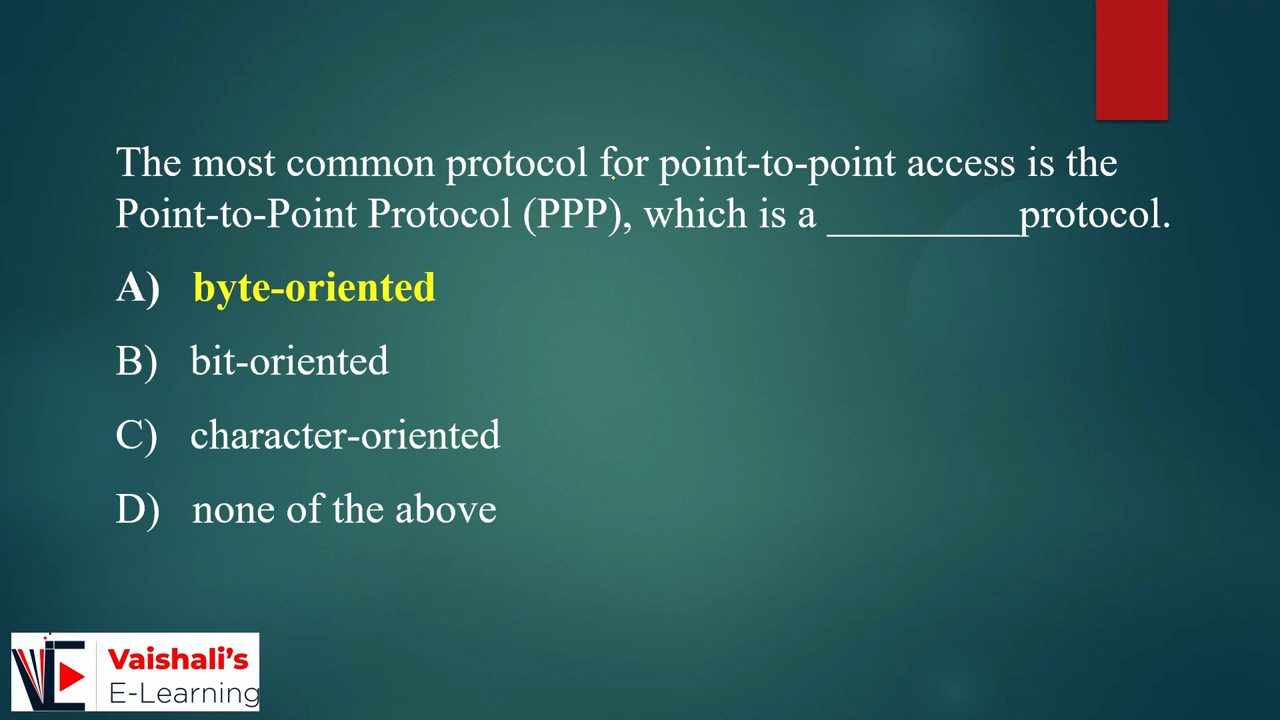 The most common protocol for point-to-point access is the
Point-to-Point Protocol (PPP), which is a _________protocol.
A) byte-oriented
B) bit-oriented
C) character-oriented
D) none of the above
Vaishali's
E-Learning